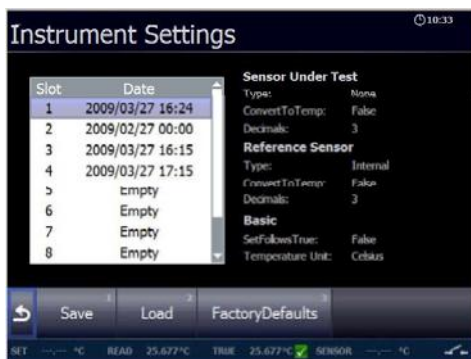 10:33
Instrument Settings
Slot Date
1 2009/03/27 16:24
2 2009/02/27 00:00
3 2009/03/27 16:15
4 2009/03/27 17:15
5 Empty
6 Empty
7 Empty
8 Empty
Sensor Under Test
Type: None
ConvertToTemp: False
Decimals: 3
Reference Sensor
Type: Internal
ConvertToTemp: False
Decimals: 3
Basic
SetFollowsTrue: False
Temperature Unit: Celsius
1 2 3
Save Load FactoryDefaults
SET ---,--- °C READ 25.677°C TRUE 25.677°C SENSOR ---,--- °C